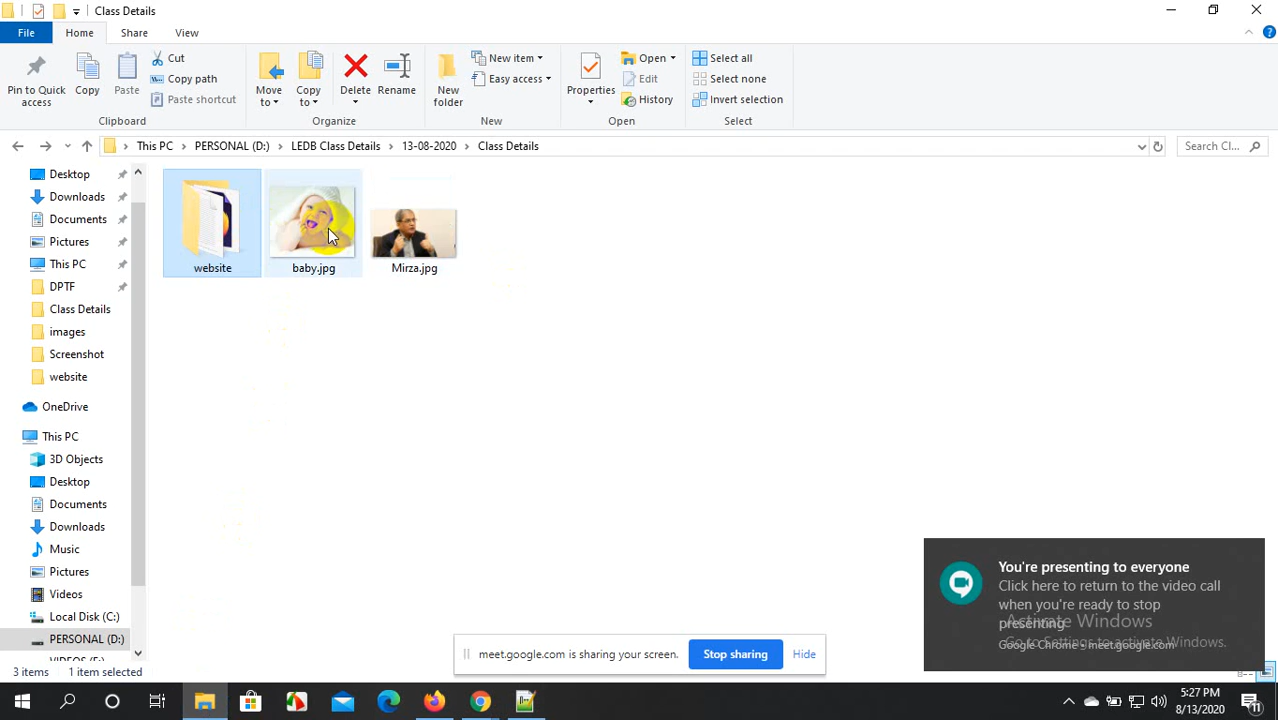 Class Details
File
Home
Share
View
Pin to Quick access
Copy
Paste
Cut
Copy path
Paste shortcut
Clipboard
Move to
Copy to
Delete
Rename
Organize
New folder
New item
Easy access
New
Properties
Open
Edit
History
Open
Select all
Select none
Invert selection
Select
This PC
PERSONAL (D:)
LEDB Class Details
13-08-2020
Class Details
Search Cl...
Desktop
Downloads
Documents
Pictures
This PC
DPTF
Class Details
images
Screenshot
website
OneDrive
This PC
3D Objects
Desktop
Documents
Downloads
Music
Pictures
Videos
Local Disk (C:)
PERSONAL (D:)
website
baby.jpg
Mirza.jpg
You're presenting to everyone
Click here to return to the video call
when you're ready to stop
presenting
Google Chrome • meet.google.com
Activate Windows
Go to Settings to activate Windows.
meet.google.com is sharing your screen.
Stop sharing
Hide
3 items
1 item selected
5:27 PM
8/13/2020
11